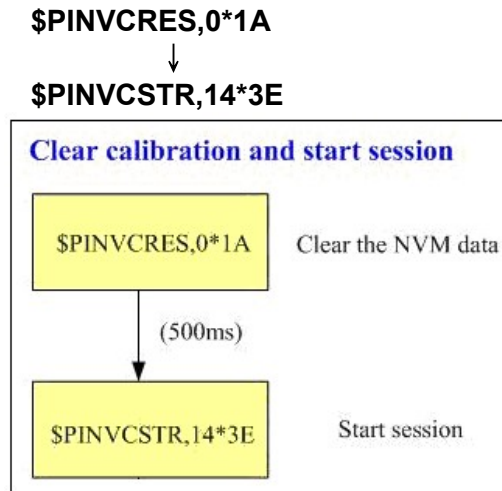 $PINVCRES,0*1A
↓
$PINVCSTR,14*3E
Clear calibration and start session
$PINVCRES,0*1A Clear the NVM data
(500ms)
$PINVCSTR,14*3E Start session